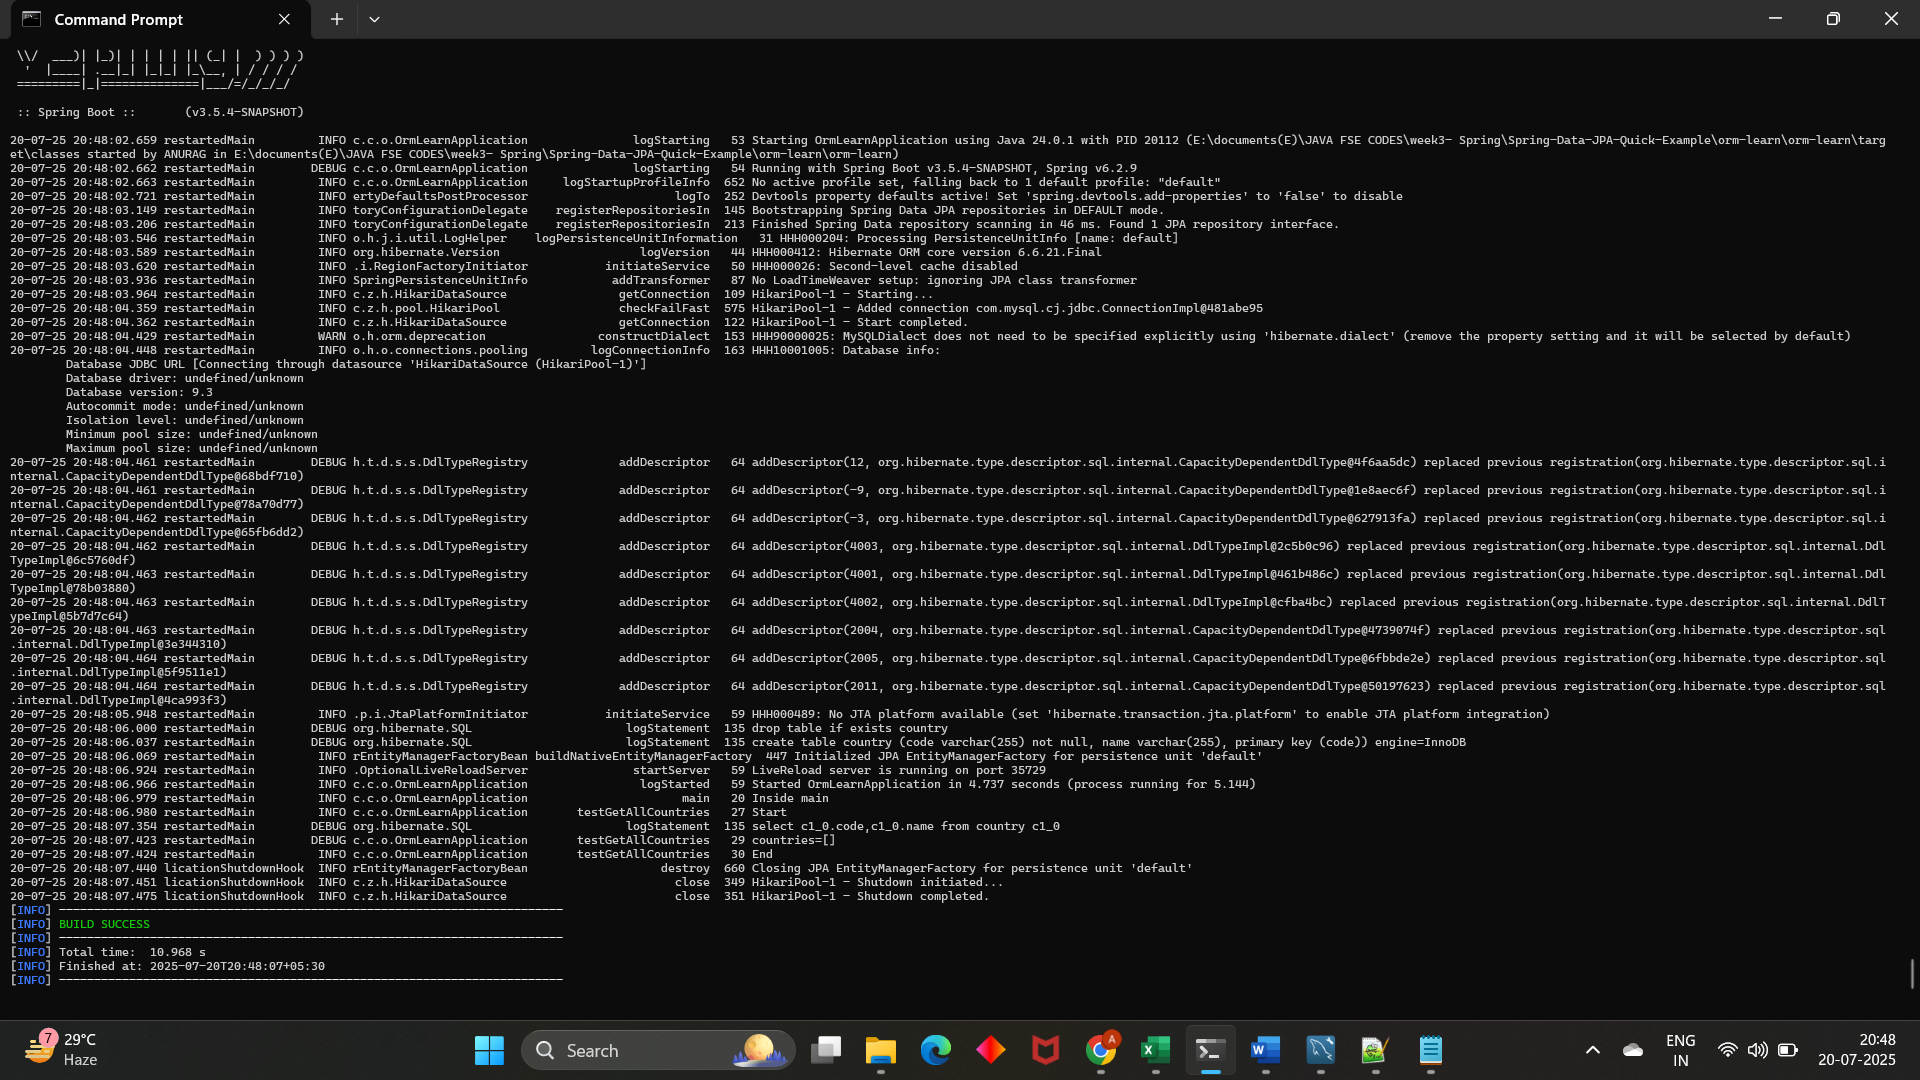 Command Prompt
\\/  ___)| |_)| | | | | || (_| |  ) ) ) )
'  |____| .__|_| |_|_| |_\__, | / / / /
=========|_|==============|___/=/_/_/_/
:: Spring Boot ::       (v3.5.4-SNAPSHOT)
20-07-25 20:48:02.659 restartedMain INFO c.c.o.OrmLearnApplication logStarting 53 Starting OrmLearnApplication using Java 24.0.1 with PID 20112 (E:\documents(E)\JAVA FSE CODES\week3- Spring\Spring-Data-JPA-Quick-Example\orm-learn\orm-learn\targ
et\classes started by ANURAG in E:\documents(E)\JAVA FSE CODES\week3- Spring\Spring-Data-JPA-Quick-Example\orm-learn\orm-learn)
20-07-25 20:48:02.662 restartedMain DEBUG c.c.o.OrmLearnApplication logStarting 54 Running with Spring Boot v3.5.4-SNAPSHOT, Spring v6.2.9
20-07-25 20:48:02.663 restartedMain INFO c.c.o.OrmLearnApplication logStartupProfileInfo 652 No active profile set, falling back to 1 default profile: "default"
20-07-25 20:48:02.721 restartedMain INFO ertyDefaultsPostProcessor logTo 252 Devtools property defaults active! Set 'spring.devtools.add-properties' to 'false' to disable
20-07-25 20:48:03.149 restartedMain INFO toryConfigurationDelegate registerRepositoriesIn 145 Bootstrapping Spring Data JPA repositories in DEFAULT mode.
20-07-25 20:48:03.206 restartedMain INFO toryConfigurationDelegate registerRepositoriesIn 213 Finished Spring Data repository scanning in 46 ms. Found 1 JPA repository interface.
20-07-25 20:48:03.546 restartedMain INFO o.h.j.i.util.LogHelper logPersistenceUnitInformation 31 HHH000204: Processing PersistenceUnitInfo [name: default]
20-07-25 20:48:03.589 restartedMain INFO org.hibernate.Version logVersion 44 HHH000412: Hibernate ORM core version 6.6.21.Final
20-07-25 20:48:03.620 restartedMain INFO .i.RegionFactoryInitiator initiateService 50 HHH000026: Second-level cache disabled
20-07-25 20:48:03.936 restartedMain INFO SpringPersistenceUnitInfo addTransformer 87 No LoadTimeWeaver setup: ignoring JPA class transformer
20-07-25 20:48:03.964 restartedMain INFO c.z.h.HikariDataSource getConnection 109 HikariPool-1 - Starting...
20-07-25 20:48:04.359 restartedMain INFO c.z.h.pool.HikariPool checkFailFast 575 HikariPool-1 - Added connection com.mysql.cj.jdbc.ConnectionImpl@481abe95
20-07-25 20:48:04.362 restartedMain INFO c.z.h.HikariDataSource getConnection 122 HikariPool-1 - Start completed.
20-07-25 20:48:04.429 restartedMain WARN o.h.orm.deprecation constructDialect 153 HHH90000025: MySQLDialect does not need to be specified explicitly using 'hibernate.dialect' (remove the property setting and it will be selected by default)
20-07-25 20:48:04.448 restartedMain INFO o.h.o.connections.pooling logConnectionInfo 163 HHH10001005: Database info:
Database JDBC URL [Connecting through datasource 'HikariDataSource (HikariPool-1)']
Database driver: undefined/unknown
Database version: 9.3
Autocommit mode: undefined/unknown
Isolation level: undefined/unknown
Minimum pool size: undefined/unknown
Maximum pool size: undefined/unknown
20-07-25 20:48:04.461 restartedMain DEBUG h.t.d.s.s.DdlTypeRegistry addDescriptor 64 addDescriptor(12, org.hibernate.type.descriptor.sql.internal.CapacityDependentDdlType@4f6aa5dc) replaced previous registration(org.hibernate.type.descriptor.sql.i
nternal.CapacityDependentDdlType@68bdf710)
20-07-25 20:48:04.461 restartedMain DEBUG h.t.d.s.s.DdlTypeRegistry addDescriptor 64 addDescriptor(-9, org.hibernate.type.descriptor.sql.internal.CapacityDependentDdlType@1e8aec6f) replaced previous registration(org.hibernate.type.descriptor.sql.i
nternal.CapacityDependentDdlType@78a70d77)
20-07-25 20:48:04.462 restartedMain DEBUG h.t.d.s.s.DdlTypeRegistry addDescriptor 64 addDescriptor(-3, org.hibernate.type.descriptor.sql.internal.CapacityDependentDdlType@627913fa) replaced previous registration(org.hibernate.type.descriptor.sql.i
nternal.CapacityDependentDdlType@65fb6dd2)
20-07-25 20:48:04.462 restartedMain DEBUG h.t.d.s.s.DdlTypeRegistry addDescriptor 64 addDescriptor(4003, org.hibernate.type.descriptor.sql.internal.DdlTypeImpl@2c5b0c96) replaced previous registration(org.hibernate.type.descriptor.sql.internal.Ddl
TypeImpl@6c5760df)
20-07-25 20:48:04.463 restartedMain DEBUG h.t.d.s.s.DdlTypeRegistry addDescriptor 64 addDescriptor(4001, org.hibernate.type.descriptor.sql.internal.DdlTypeImpl@461b486c) replaced previous registration(org.hibernate.type.descriptor.sql.internal.Ddl
TypeImpl@78b03880)
20-07-25 20:48:04.463 restartedMain DEBUG h.t.d.s.s.DdlTypeRegistry addDescriptor 64 addDescriptor(4002, org.hibernate.type.descriptor.sql.internal.DdlTypeImpl@cfba4bc) replaced previous registration(org.hibernate.type.descriptor.sql.internal.DdlT
ypeImpl@5b7d7c64)
20-07-25 20:48:04.463 restartedMain DEBUG h.t.d.s.s.DdlTypeRegistry addDescriptor 64 addDescriptor(2004, org.hibernate.type.descriptor.sql.internal.CapacityDependentDdlType@4739074f) replaced previous registration(org.hibernate.type.descriptor.sql
.internal.DdlTypeImpl@3e344310)
20-07-25 20:48:04.464 restartedMain DEBUG h.t.d.s.s.DdlTypeRegistry addDescriptor 64 addDescriptor(2005, org.hibernate.type.descriptor.sql.internal.CapacityDependentDdlType@6fbbde2e) replaced previous registration(org.hibernate.type.descriptor.sql
.internal.DdlTypeImpl@5f9511e1)
20-07-25 20:48:04.464 restartedMain DEBUG h.t.d.s.s.DdlTypeRegistry addDescriptor 64 addDescriptor(2011, org.hibernate.type.descriptor.sql.internal.CapacityDependentDdlType@50197623) replaced previous registration(org.hibernate.type.descriptor.sql
.internal.DdlTypeImpl@4ca993f3)
20-07-25 20:48:05.948 restartedMain INFO .p.i.JtaPlatformInitiator initiateService 59 HHH000489: No JTA platform available (set 'hibernate.transaction.jta.platform' to enable JTA platform integration)
20-07-25 20:48:06.000 restartedMain DEBUG org.hibernate.SQL logStatement 135 drop table if exists country
20-07-25 20:48:06.037 restartedMain DEBUG org.hibernate.SQL logStatement 135 create table country (code varchar(255) not null, name varchar(255), primary key (code)) engine=InnoDB
20-07-25 20:48:06.069 restartedMain INFO rEntityManagerFactoryBean buildNativeEntityManagerFactory 447 Initialized JPA EntityManagerFactory for persistence unit 'default'
20-07-25 20:48:06.924 restartedMain INFO .OptionalLiveReloadServer startServer 59 LiveReload server is running on port 35729
20-07-25 20:48:06.966 restartedMain INFO c.c.o.OrmLearnApplication logStarted 59 Started OrmLearnApplication in 4.737 seconds (process running for 5.144)
20-07-25 20:48:06.979 restartedMain INFO c.c.o.OrmLearnApplication main 20 Inside main
20-07-25 20:48:06.980 restartedMain INFO c.c.o.OrmLearnApplication testGetAllCountries 27 Start
20-07-25 20:48:07.354 restartedMain DEBUG org.hibernate.SQL logStatement 135 select c1_0.code,c1_0.name from country c1_0
20-07-25 20:48:07.423 restartedMain DEBUG c.c.o.OrmLearnApplication testGetAllCountries 29 countries=[]
20-07-25 20:48:07.424 restartedMain INFO c.c.o.OrmLearnApplication testGetAllCountries 30 End
20-07-25 20:48:07.440 licationShutdownHook INFO rEntityManagerFactoryBean destroy 660 Closing JPA EntityManagerFactory for persistence unit 'default'
20-07-25 20:48:07.451 licationShutdownHook INFO c.z.h.HikariDataSource close 349 HikariPool-1 - Shutdown initiated...
20-07-25 20:48:07.475 licationShutdownHook INFO c.z.h.HikariDataSource close 351 HikariPool-1 - Shutdown completed.
[INFO] ------------------------------------------------------------------------
[INFO] BUILD SUCCESS
[INFO] ------------------------------------------------------------------------
[INFO] Total time:  10.968 s
[INFO] Finished at: 2025-07-20T20:48:07+05:30
[INFO] ------------------------------------------------------------------------
7
29°C
Haze
Search
A
X
W
ENG
IN
20:48
20-07-2025